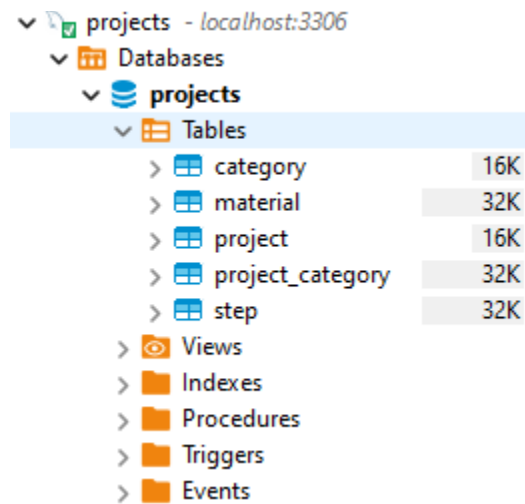 projects - localhost:3306
Databases
projects
Tables
category 16K
material 32K
project 16K
project_category 32K
step 32K
Views
Indexes
Procedures
Triggers
Events